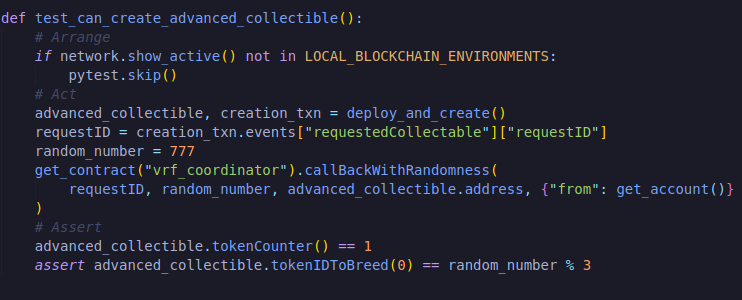 def test_can_create_advanced_collectible():
    # Arrange
    if network.show_active() not in LOCAL_BLOCKCHAIN_ENVIRONMENTS:
        pytest.skip()
    # Act
    advanced_collectible, creation_txn = deploy_and_create()
    requestID = creation_txn.events["requestedCollectable"]["requestID"]
    random_number = 777
    get_contract("vrf_coordinator").callBackWithRandomness(
        requestID, random_number, advanced_collectible.address, {"from": get_account()}
    )
    # Assert
    advanced_collectible.tokenCounter() == 1
    assert advanced_collectible.tokenIDToBreed(0) == random_number % 3